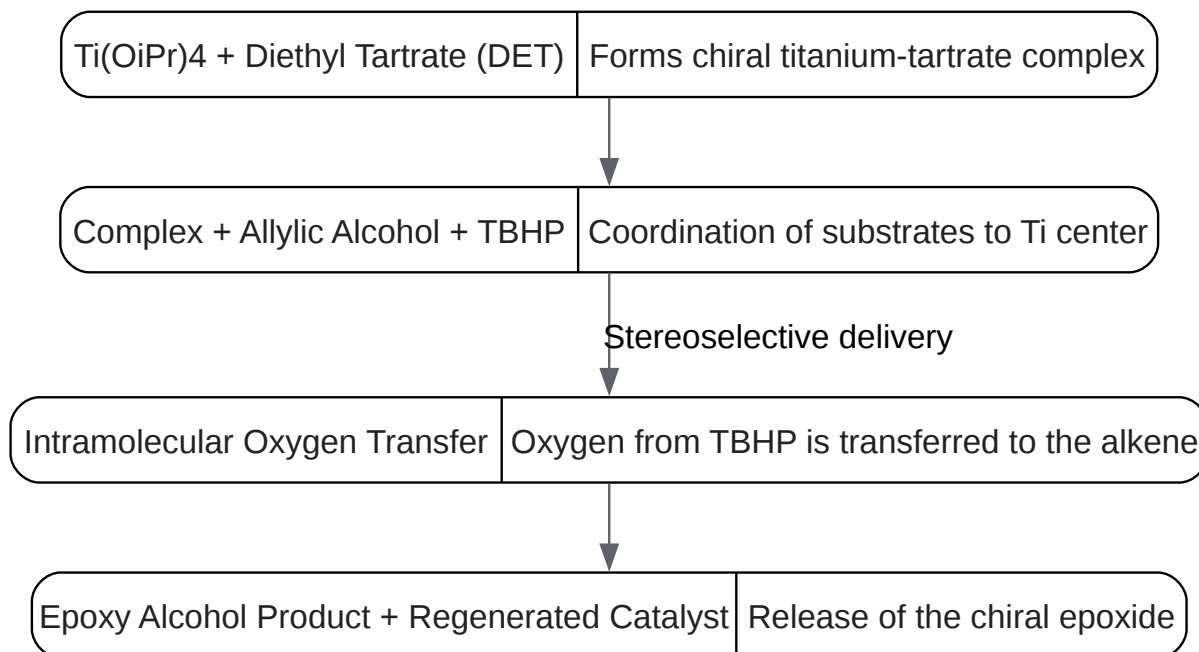 Ti(OiPr)4 + Diethyl Tartrate (DET) Forms chiral titanium-tartrate complex
Complex + Allylic Alcohol + TBHP Coordination of substrates to Ti center
Stereoselective delivery
Intramolecular Oxygen Transfer Oxygen from TBHP is transferred to the alkene
Epoxy Alcohol Product + Regenerated Catalyst Release of the chiral epoxide